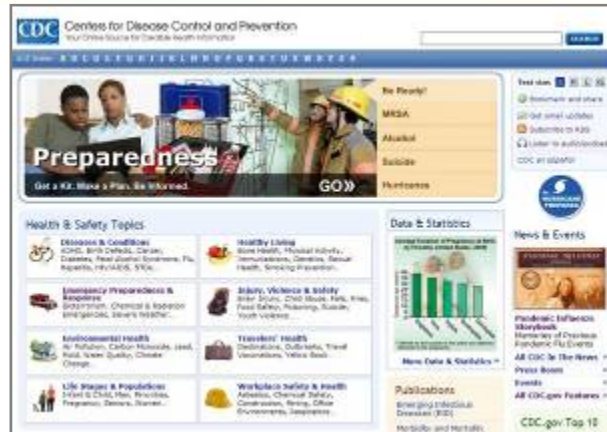 CDC Centers for Disease Control and Prevention
Your Online Source for Credible Health Information
SEARCH
A B C D E F G H I J K L M N O P Q R S T U V W X Y Z #
Preparedness
Get a Kit. Make a Plan. Be Informed.
GO»
Be Ready!
MRSA
Alcohol
Suicide
Hurricanes
Text size:
Bookmark and share
Get email updates
Subscribe to RSS
Listen to audio/podcast
CDC en español
HURRICANE
Health & Safety Topics
Diseases & Conditions
ADHD, Birth Defects, Cancer,
Diabetes, Fetal Alcohol Syndrome, Flu,
Hepatitis, HIV/AIDS, STDs...
Healthy Living
Bone Health, Physical Activity,
Immunizations, Genetics, Sexual
Health, Smoking Prevention...
Emergency Preparedness &
Response
Bioterrorism, Chemical & Radiation
Emergencies, Severe Weather...
Injury, Violence & Safety
Brain Injury, Child Abuse, Falls, Fires,
Food Safety, Poisoning, Suicide,
Youth Violence...
Environmental Health
Air Pollution, Carbon Monoxide, Lead,
Mold, Water Quality, Climate
Change...
Travelers' Health
Destinations, Outbreaks, Travel
Vaccinations, Yellow Book...
Life Stages & Populations
Infant & Child, Men, Minorities,
Pregnancy, Seniors, Women...
Workplace Safety & Health
Asbestos, Chemical Safety,
Construction, Mining, Office
Environments, Respirators...
Data & Statistics
More Data & Statistics
Publications
Emerging Infectious
Diseases (EID)
Morbidity and Mortality
News & Events
Pandemic Influenza
Storybook
Memories of Previous
Pandemic Flu Events
All CDC In The News
Press Room
Events
All CDC.gov Features
CDC.gov Top 10